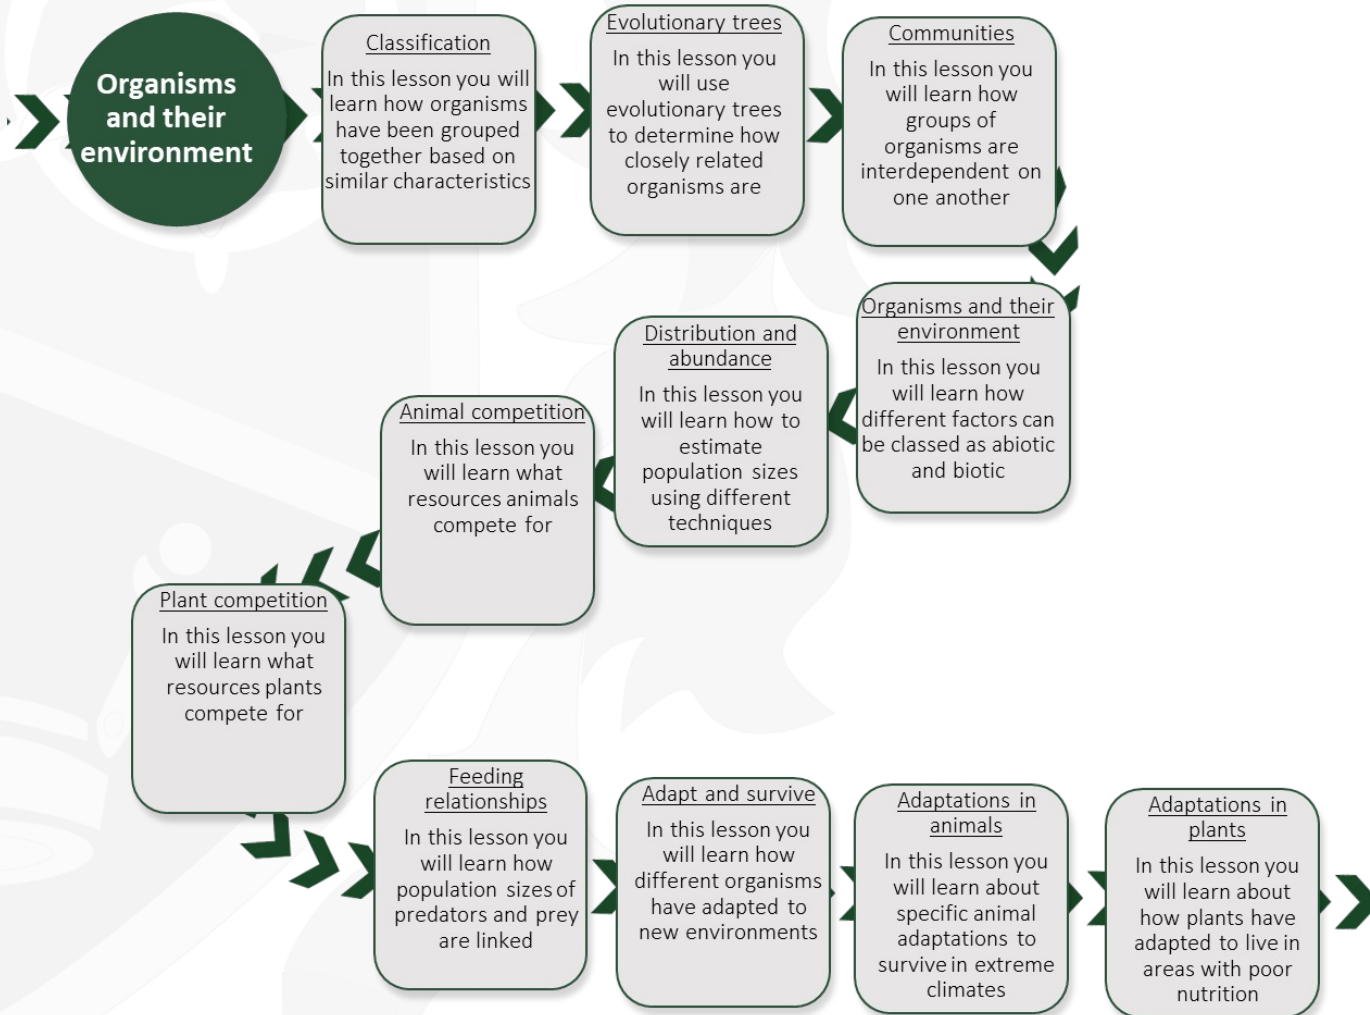 Organisms
and their
environment
Classification
In this lesson you will
learn how organisms
have been grouped
together based on
similar characteristics
Evolutionary trees
In this lesson you
will use
evolutionary trees
to determine how
closely related
organisms are
Communities
In this lesson you
will learn how
groups of
organisms are
interdependent on
one another
Organisms and their
environment
In this lesson you
will learn how
different factors can
be classed as abiotic
and biotic
Distribution and
abundance
In this lesson you
will learn how to
estimate
population sizes
using different
techniques
Animal competition
In this lesson you
will learn what
resources animals
compete for
Plant competition
In this lesson you
will learn what
resources plants
compete for
Feeding
relationships
In this lesson you
will learn how
population sizes of
predators and prey
are linked
Adapt and survive
In this lesson you
will learn how
different organisms
have adapted to
new environments
Adaptations in
animals
In this lesson you
will learn about
specific animal
adaptations to
survive in extreme
climates
Adaptations in
plants
In this lesson you
will learn about
how plants have
adapted to live in
areas with poor
nutrition